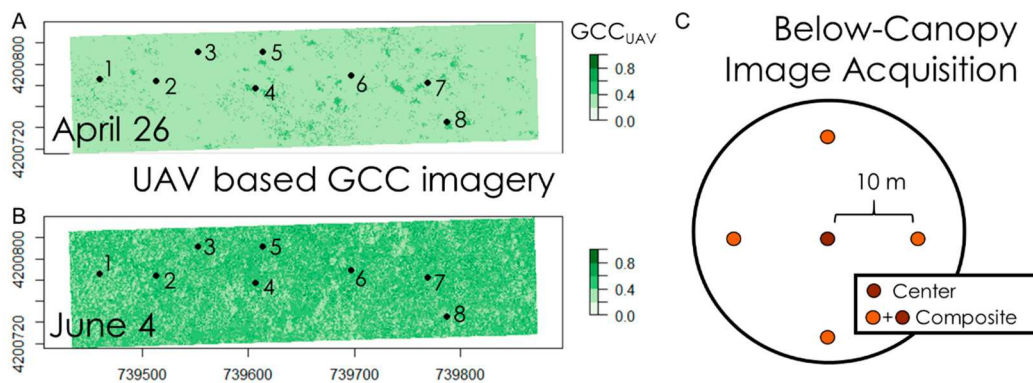 A
4200800
4200720
1
2
3
5
4
6
7
8
April 26
GCC_UAV
0.8
0.4
0.0
UAV based GCC imagery
B
4200800
4200720
1
2
3
5
4
6
7
8
June 4
0.8
0.4
0.0
739500
739600
739700
739800
C
Below-Canopy
Image Acquisition
10 m
Center
+ Composite